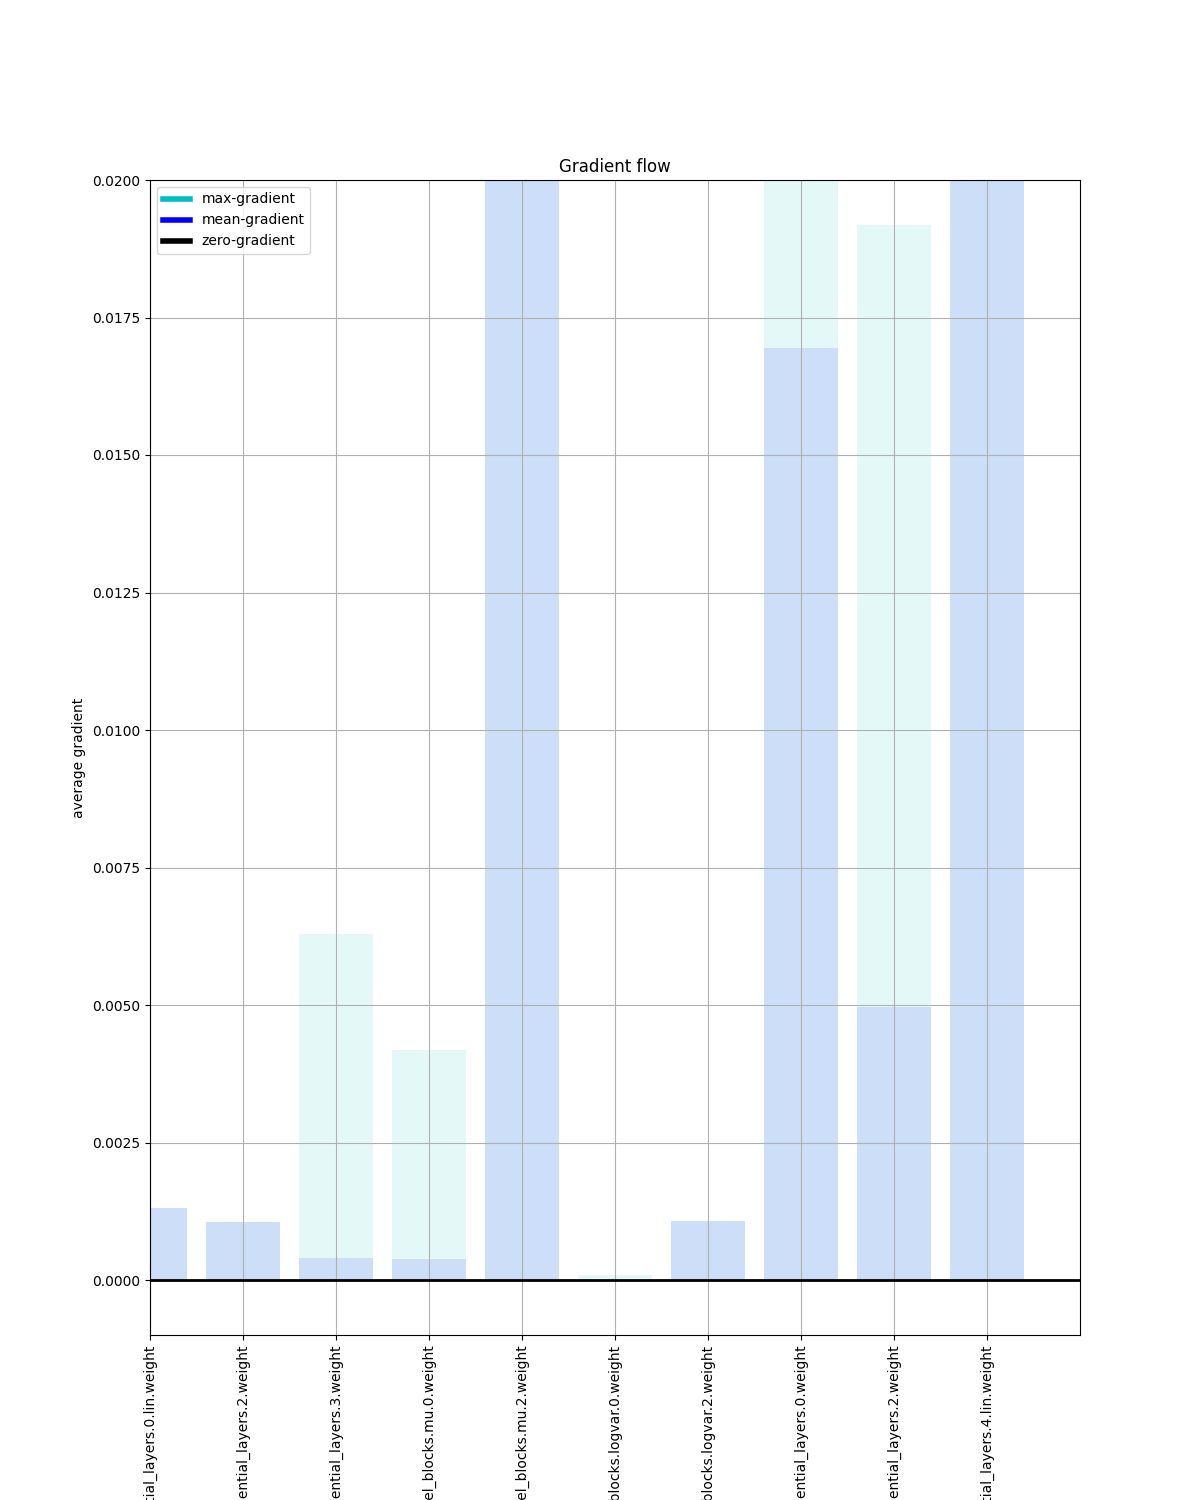 Gradient flow
max-gradient
mean-gradient
zero-gradient
0.0200
0.0175
0.0150
0.0125
0.0100
0.0075
0.0050
0.0025
0.0000
average gradient
tial_layers.0.lin.weight
ential_layers.2.weight
ential_layers.3.weight
el_blocks.mu.0.weight
el_blocks.mu.2.weight
blocks.logvar.0.weight
blocks.logvar.2.weight
ential_layers.0.weight
ential_layers.2.weight
tial_layers.4.lin.weight